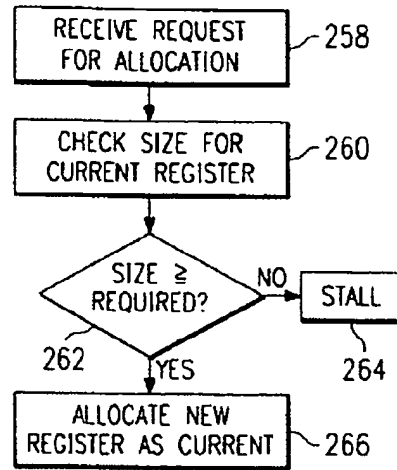 RECEIVE REQUEST
FOR ALLOCATION
258
CHECK SIZE FOR
CURRENT REGISTER
260
SIZE ≧
REQUIRED?
NO
STALL
262
264
YES
ALLOCATE NEW
REGISTER AS CURRENT
266